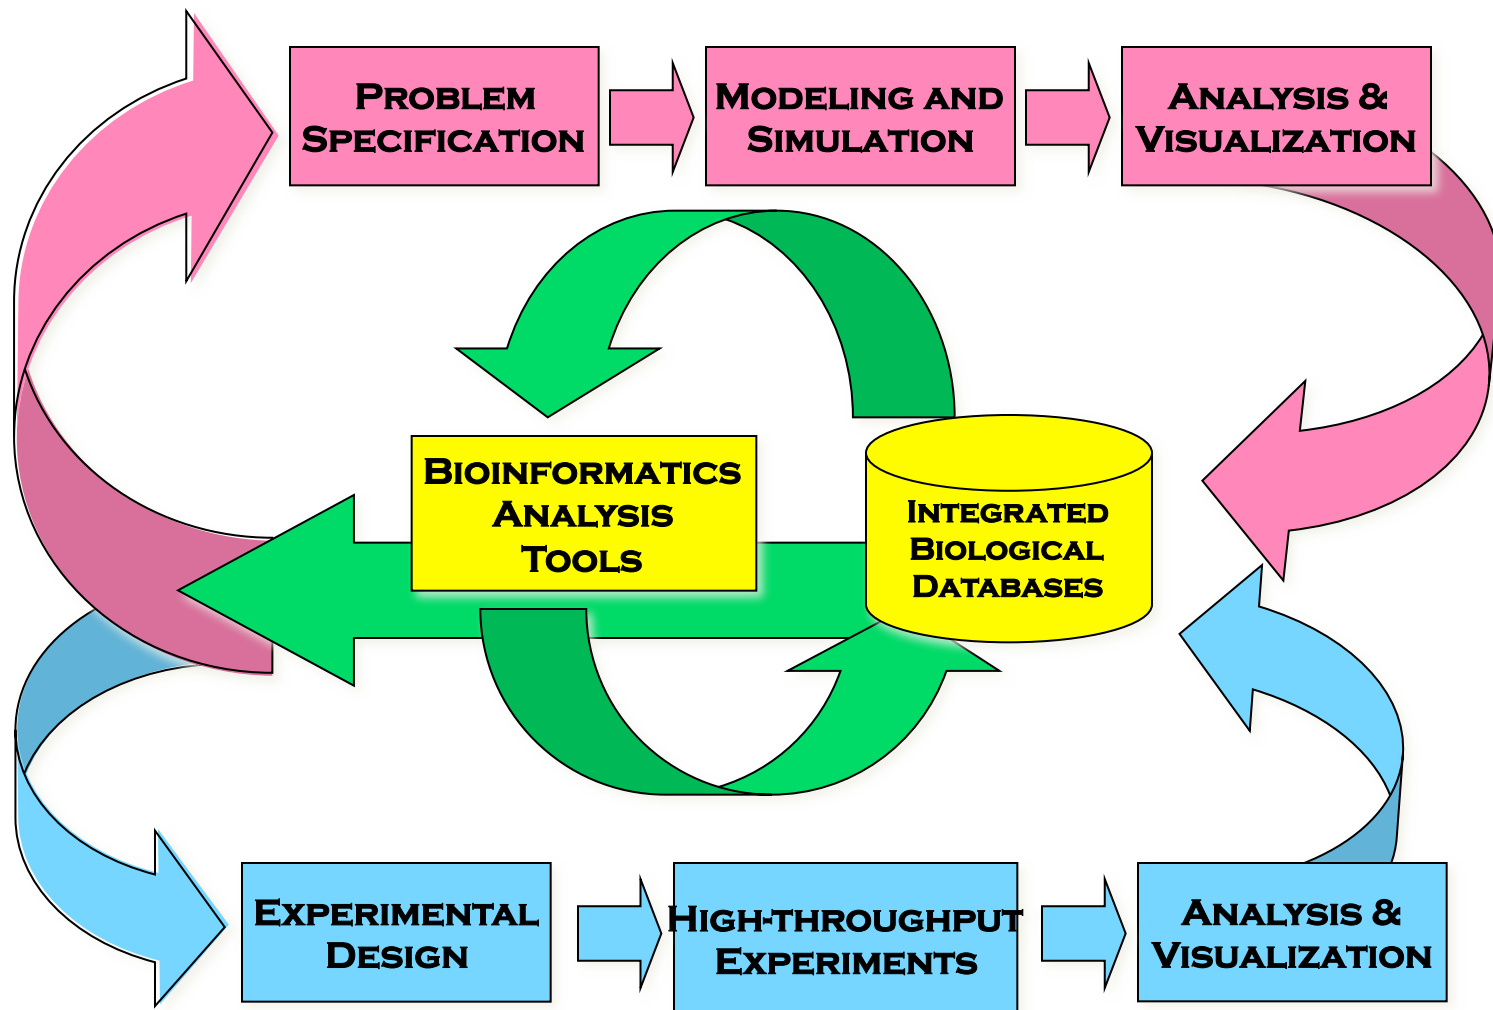 Problem
Specification
Modeling and
Simulation
Analysis &
Visualization
Bioinformatics
Analysis
Tools
Integrated
Biological
Databases
Experimental
Design
High-throughput
Experiments
Analysis &
Visualization